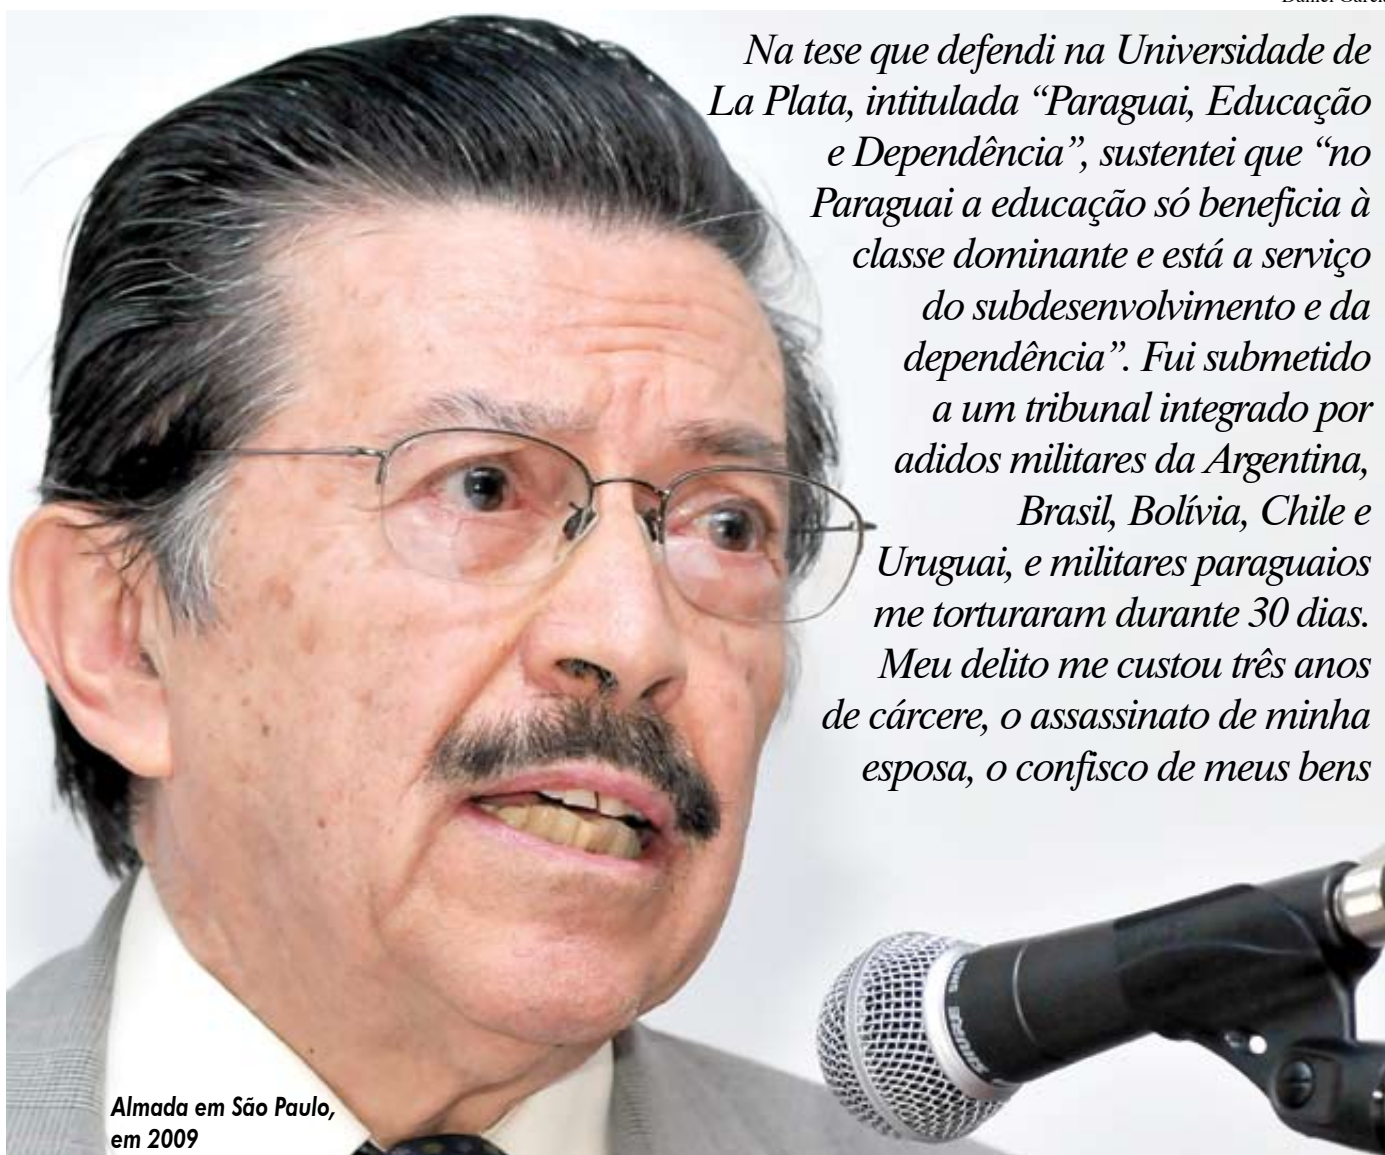 Daniel Garcia
Na tese que defendi na Universidade de
La Plata, intitulada “Paraguai, Educação
e Dependência”, sustentei que “no
Paraguai a educação só beneficia à
classe dominante e está a serviço
do subdesenvolvimento e da
dependência”. Fui submetido
a um tribunal integrado por
adidos militares da Argentina,
Brasil, Bolívia, Chile e
Uruguai, e militares paraguaios
me torturaram durante 30 dias.
Meu delito me custou três anos
de cárcere, o assassinato de minha
esposa, o confisco de meus bens
SHURE
Almada em São Paulo,
em 2009